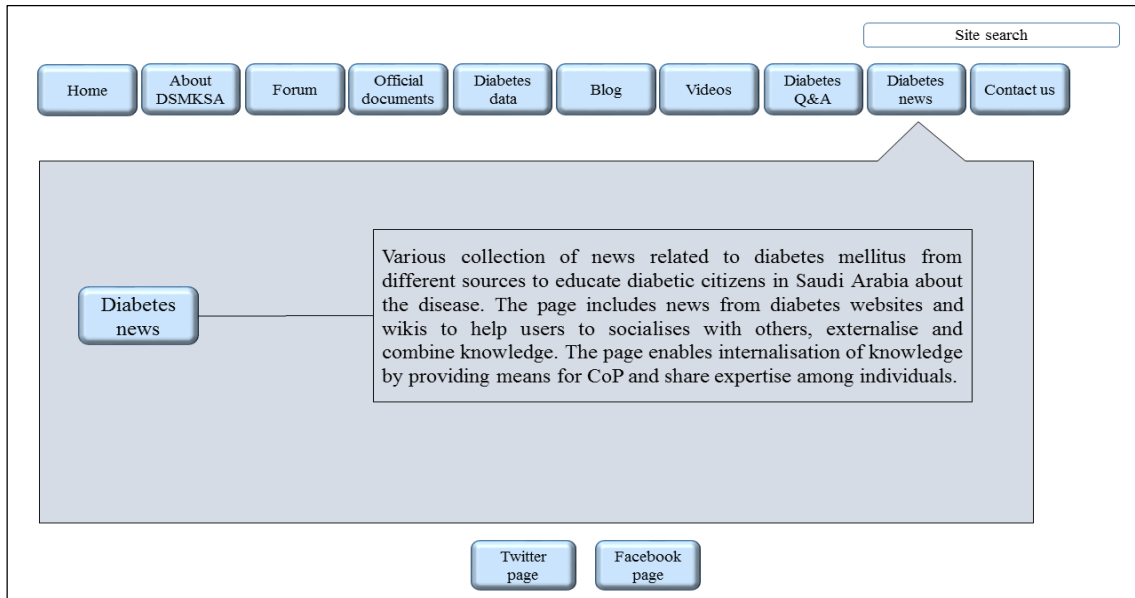 Site search
Home
About
DSMKSA
Forum
Official
documents
Diabetes
data
Blog
Videos
Diabetes
Q&A
Diabetes
news
Contact us
Diabetes
news
Various collection of news related to diabetes mellitus from
different sources to educate diabetic citizens in Saudi Arabia about
the disease. The page includes news from diabetes websites and
wikis to help users to socialises with others, externalise and
combine knowledge. The page enables internalisation of knowledge
by providing means for CoP and share expertise among individuals.
Twitter
page
Facebook
page